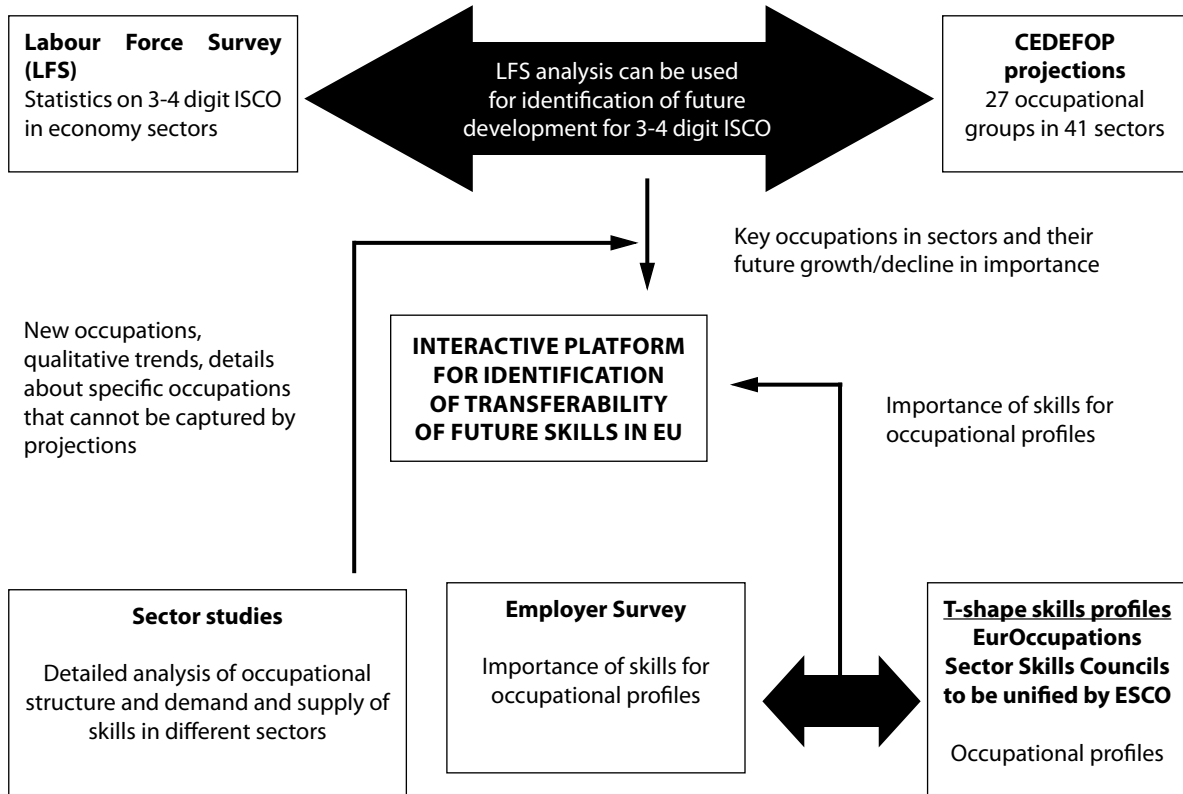 Labour Force Survey
(LFS)
Statistics on 3-4 digit ISCO
in economy sectors
LFS analysis can be used
for identification of future
development for 3-4 digit ISCO
CEDEFOP
projections
27 occupational
groups in 41 sectors
Key occupations in sectors and their
future growth/decline in importance
New occupations,
qualitative trends, details
about specific occupations
that cannot be captured by
projections
INTERACTIVE PLATFORM
FOR IDENTIFICATION
OF TRANSFERABILITY
OF FUTURE SKILLS IN EU
Importance of skills for
occupational profiles
Sector studies
Detailed analysis of occupational
structure and demand and supply of
skills in different sectors
Employer Survey
Importance of skills for
occupational profiles
T-shape skills profiles
EurOccupations
Sector Skills Councils
to be unified by ESCO
Occupational profiles